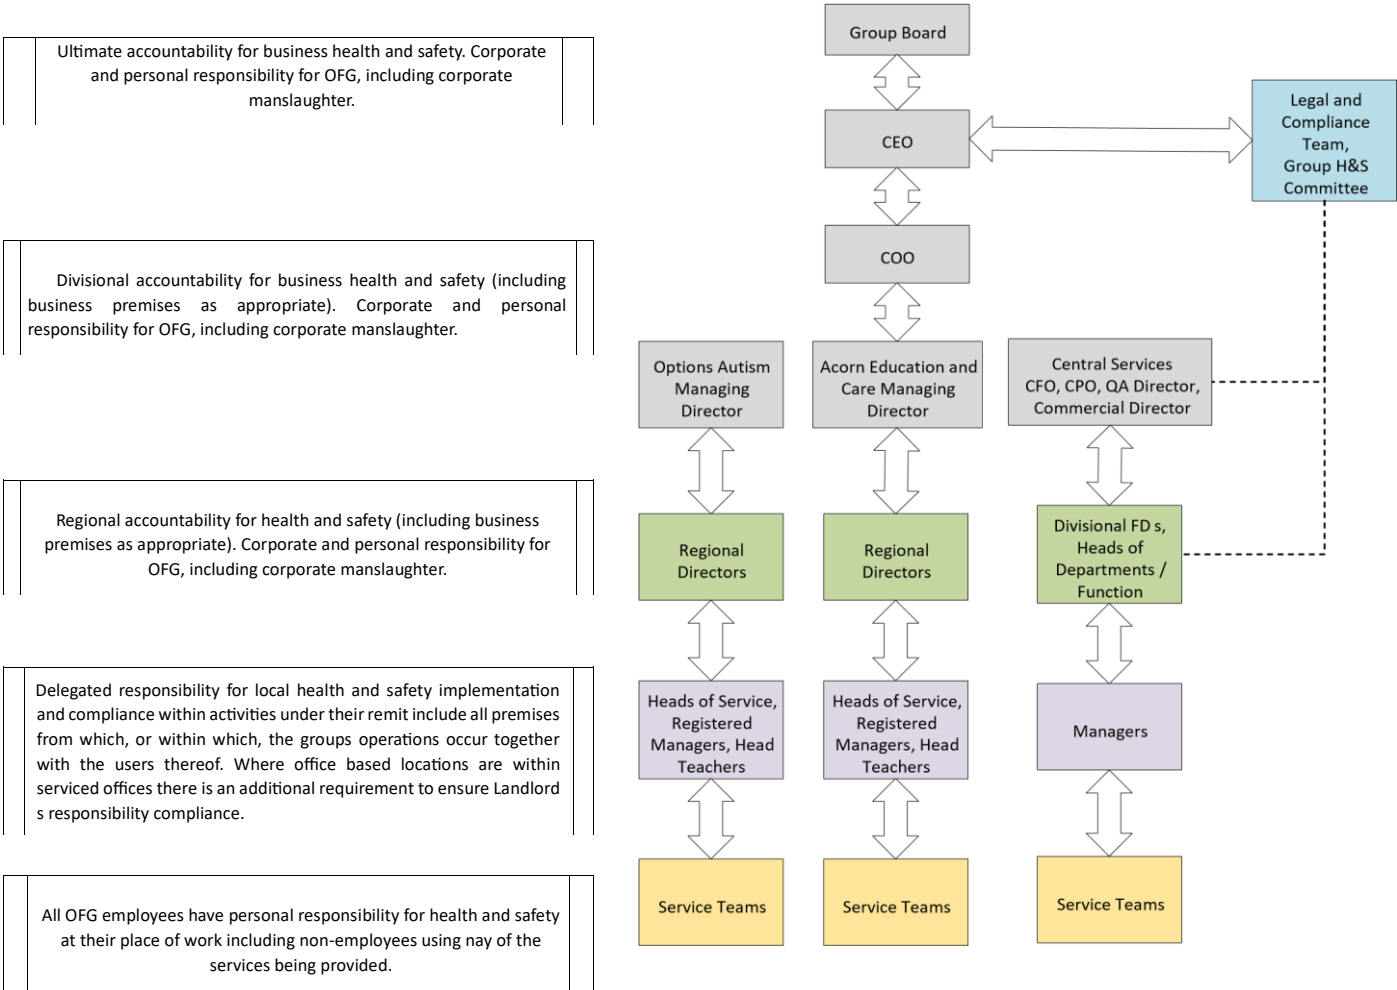 Ultimate accountability for business health and safety. Corporate
and personal responsibility for OFG, including corporate
manslaughter.
Divisional accountability for business health and safety (including
business premises as appropriate). Corporate and personal
responsibility for OFG, including corporate manslaughter.
Regional accountability for health and safety (including business
premises as appropriate). Corporate and personal responsibility for
OFG, including corporate manslaughter.
Delegated responsibility for local health and safety implementation
and compliance within activities under their remit include all premises
from which, or within which, the groups operations occur together
with the users thereof. Where office based locations are within
serviced offices there is an additional requirement to ensure Landlord
s responsibility compliance.
All OFG employees have personal responsibility for health and safety
at their place of work including non-employees using nay of the
services being provided.
Group Board
CEO
Legal and
Compliance
Team,
Group H&S
Committee
COO
Options Autism
Managing
Director
Acorn Education and
Care Managing
Director
Central Services
CFO, CPO, QA Director,
Commercial Director
Regional
Directors
Regional
Directors
Divisional FD s,
Heads of
Departments /
Function
Heads of Service,
Registered
Managers, Head
Teachers
Heads of Service,
Registered
Managers, Head
Teachers
Managers
Service Teams
Service Teams
Service Teams